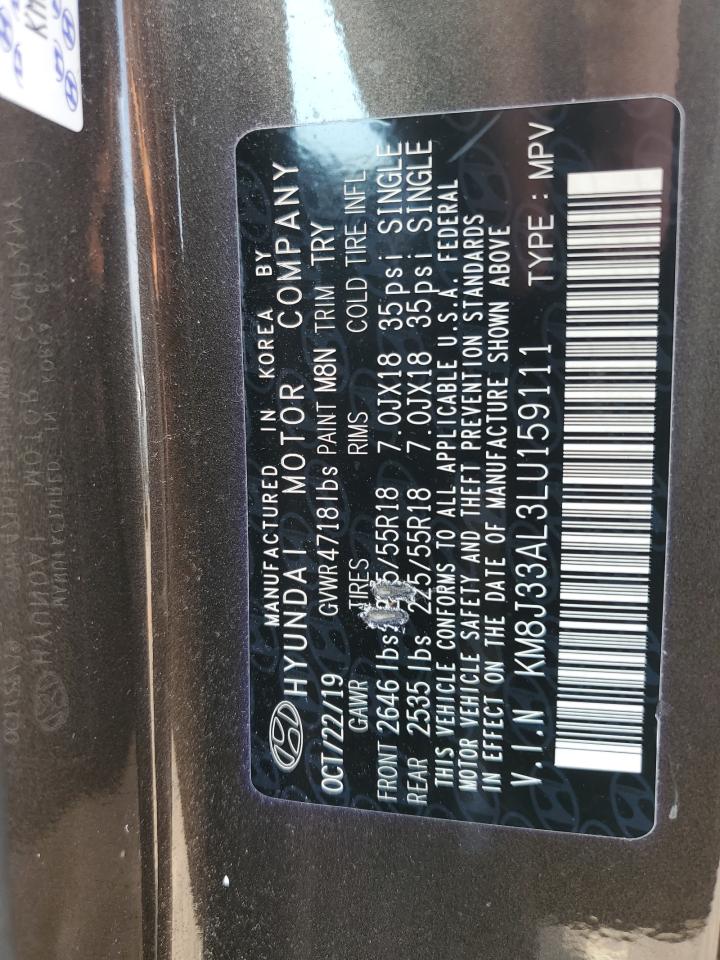 MANUFACTURED IN KOREA BY
HYUNDAI MOTOR COMPANY
OCT/22/19 GVWR4718lbs PAINT M8N TRIM TRY
GAWR TIRES RIMS COLD TIRE INFL
FRONT 2646 lbs /55R18 7.0JX18 35psi SINGLE
REAR 2535 lbs 225/55R18 7.0JX18 35psi SINGLE
THIS VEHICLE CONFORMS TO ALL APPLICABLE U.S.A. FEDERAL
MOTOR VEHICLE SAFETY AND THEFT PREVENTION STANDARDS
IN EFFECT ON THE DATE OF MANUFACTURE SHOWN ABOVE
V.I.N KM8J33AL3LU159111 TYPE : MPV